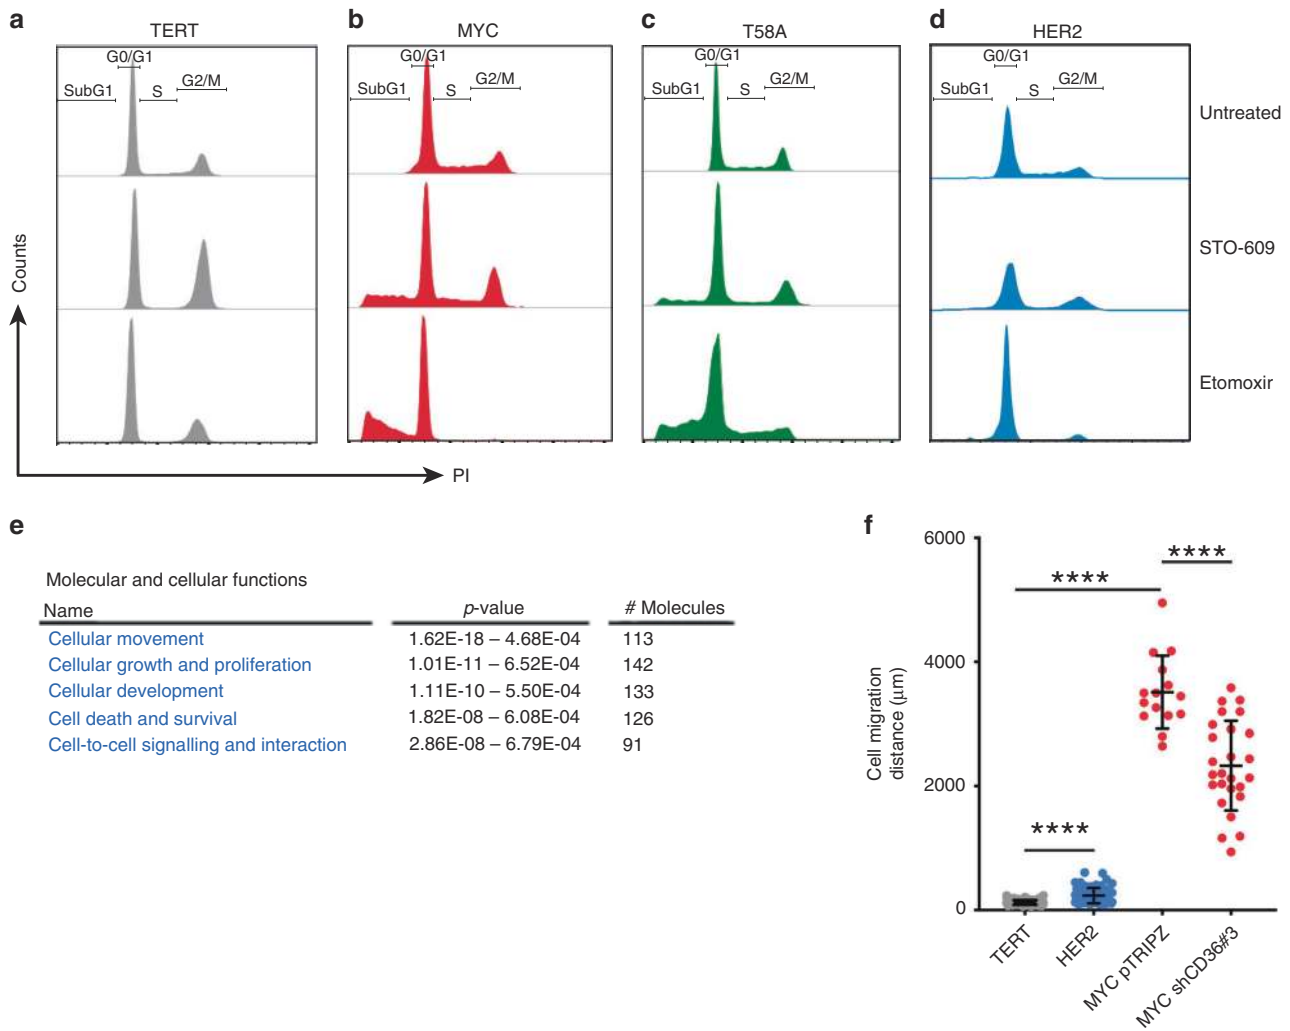 a
TERT
G0/G1
SubG1
S
G2/M
b
MYC
G0/G1
SubG1
S
G2/M
c
T58A
G0/G1
SubG1
S
G2/M
d
HER2
G0/G1
SubG1
S
G2/M
Untreated
STO-609
Etomoxir
Counts
PI
e
Molecular and cellular functions
Name p-value # Molecules
Cellular movement 1.62E-18 – 4.68E-04 113
Cellular growth and proliferation 1.01E-11 – 6.52E-04 142
Cellular development 1.11E-10 – 5.50E-04 133
Cell death and survival 1.82E-08 – 6.08E-04 126
Cell-to-cell signalling and interaction 2.86E-08 – 6.79E-04 91
f
Cell migration
distance (μm)
6000
4000
2000
0
****
****
****
TERT
HER2
MYC pTRIPZ
MYC shCD36#3